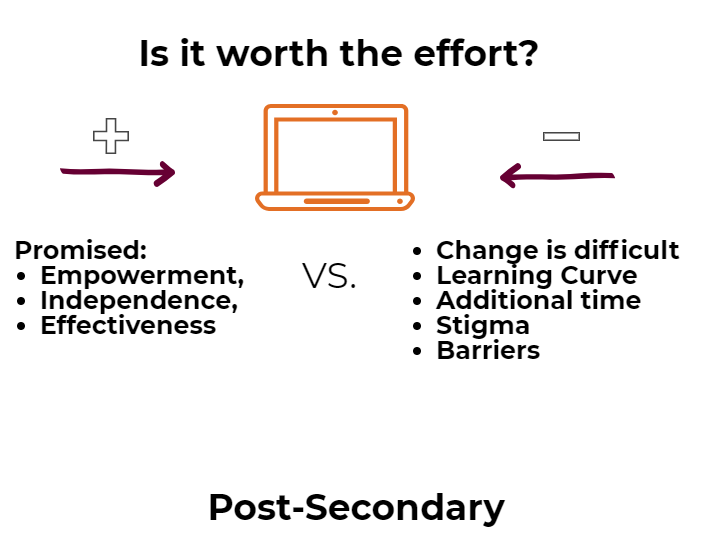 Is it worth the effort?
Promised:
• Empowerment,
• Independence,
• Effectiveness
VS.
• Change is difficult
• Learning Curve
• Additional time
• Stigma
• Barriers
Post-Secondary